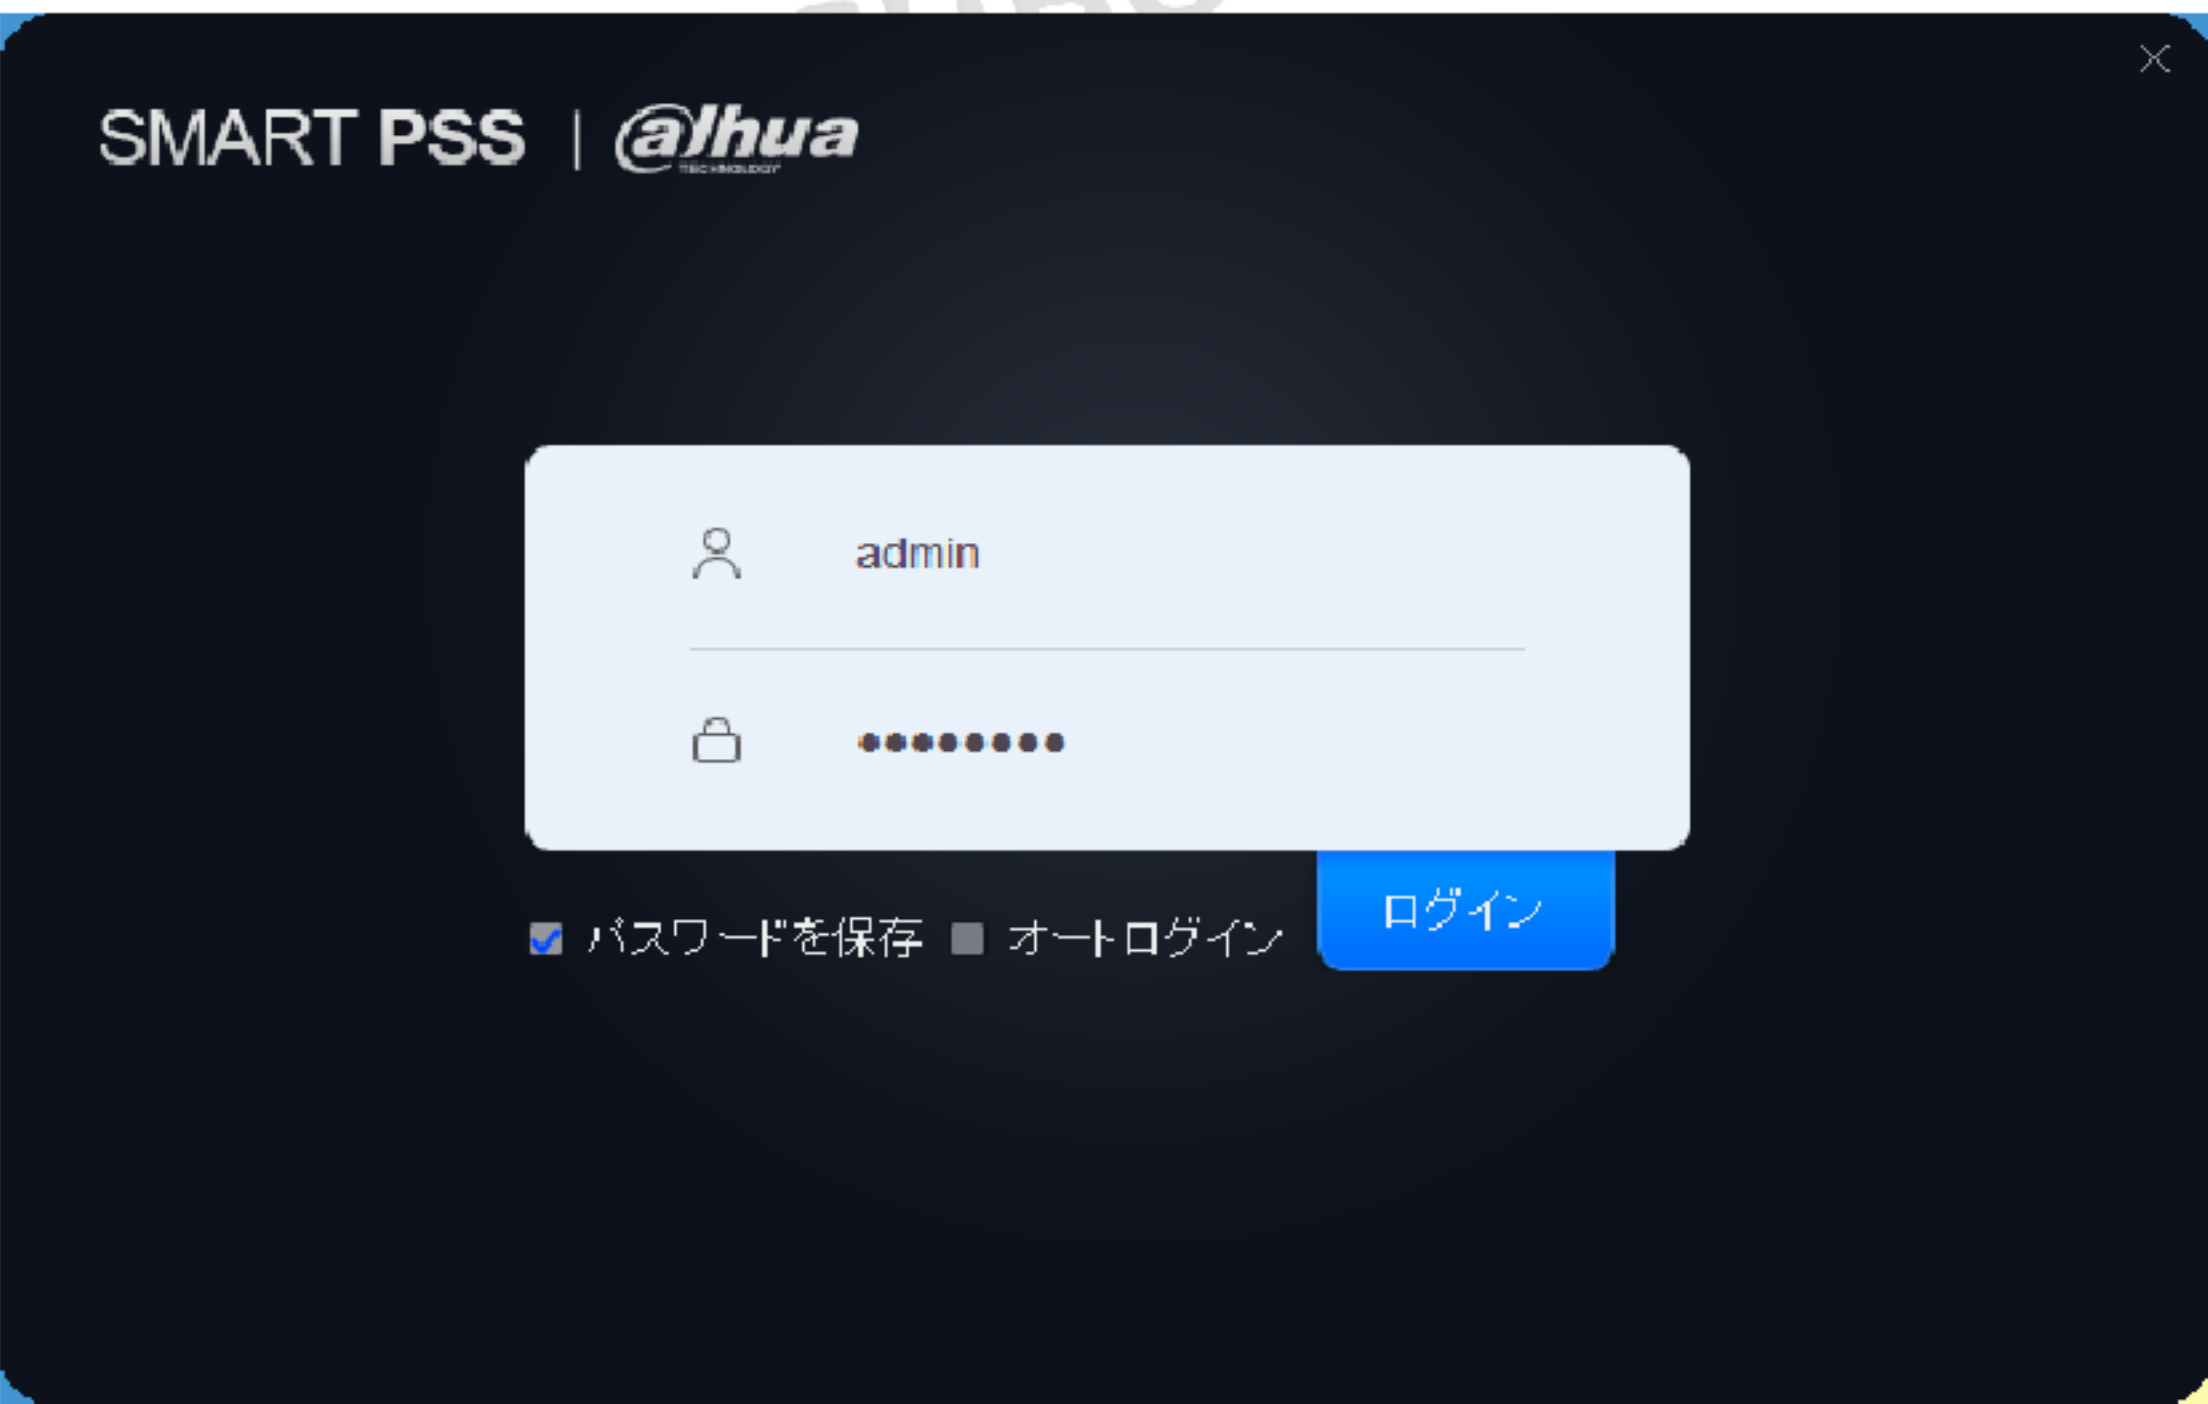 SMART PSS | alhua
TECHNOLOGY
admin
••••••••
パスワードを保存 オートログイン ログイン